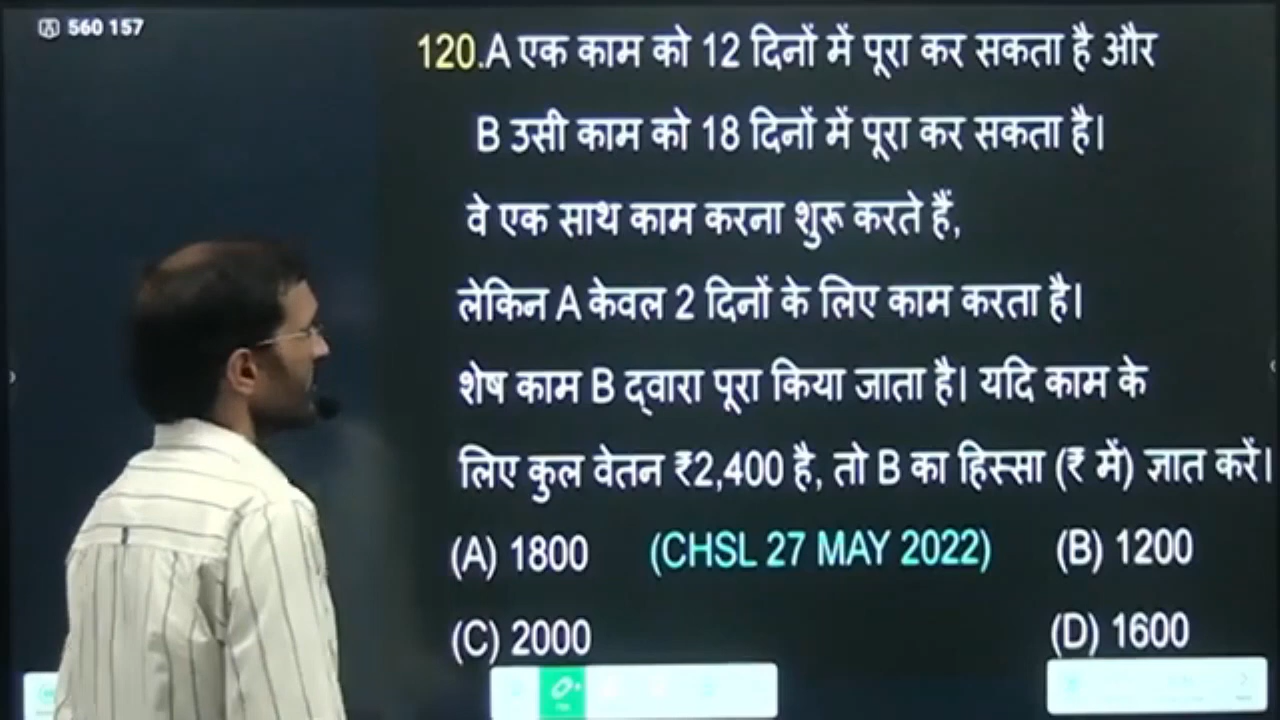 560 157
120.A एक काम को 12 दिनों में पूरा कर सकता है और
B उसी काम को 18 दिनों में पूरा कर सकता है।
वे एक साथ काम करना शुरू करते हैं,
लेकिन A केवल 2 दिनों के लिए काम करता है।
शेष काम B द्वारा पूरा किया जाता है। यदि काम के
लिए कुल वेतन ₹2,400 है, तो B का हिस्सा (₹ में) ज्ञात करें।
(A) 1800 (CHSL 27 MAY 2022) (B) 1200
(C) 2000 (D) 1600